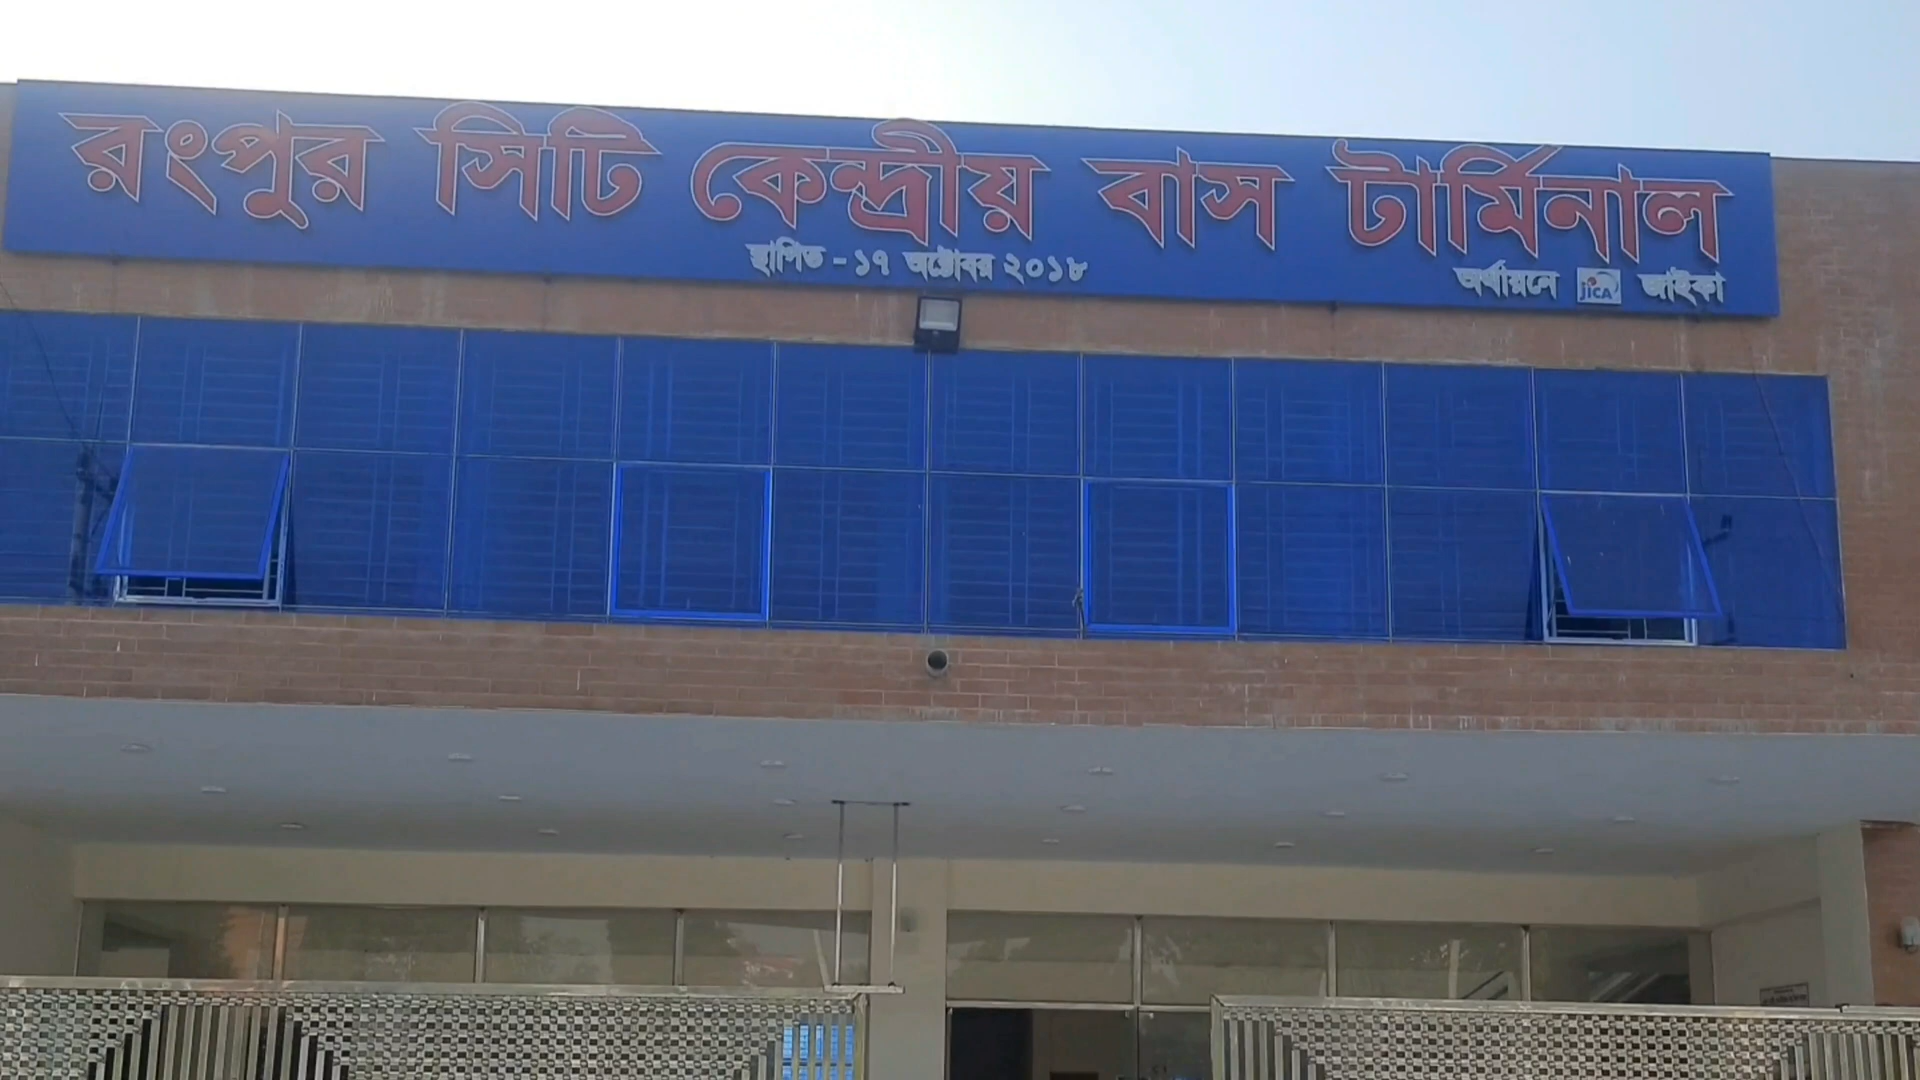 রংপুর সিটি কেন্দ্রীয় বাস টার্মিনাল
স্থাপিত - ১৭ অক্টোবর ২০১৮
অর্থায়নে jICA জাইকা